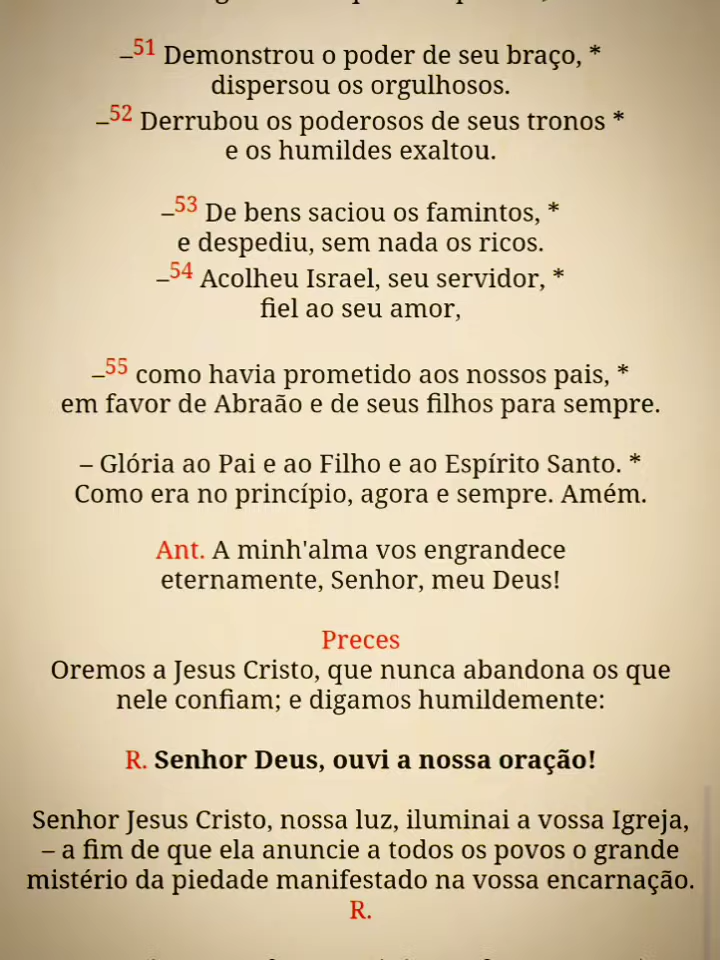 –51 Demonstrou o poder de seu braço, *
dispersou os orgulhosos.
–52 Derrubou os poderosos de seus tronos *
e os humildes exaltou.
–53 De bens saciou os famintos, *
e despediu, sem nada os ricos.
–54 Acolheu Israel, seu servidor, *
fiel ao seu amor,
–55 como havia prometido aos nossos pais, *
em favor de Abraão e de seus filhos para sempre.
– Glória ao Pai e ao Filho e ao Espírito Santo. *
Como era no princípio, agora e sempre. Amém.
Ant. A minh'alma vos engrandece
eternamente, Senhor, meu Deus!
Preces
Oremos a Jesus Cristo, que nunca abandona os que
nele confiam; e digamos humildemente:
R. Senhor Deus, ouvi a nossa oração!
Senhor Jesus Cristo, nossa luz, iluminai a vossa Igreja,
– a fim de que ela anuncie a todos os povos o grande
mistério da piedade manifestado na vossa encarnação.
R.